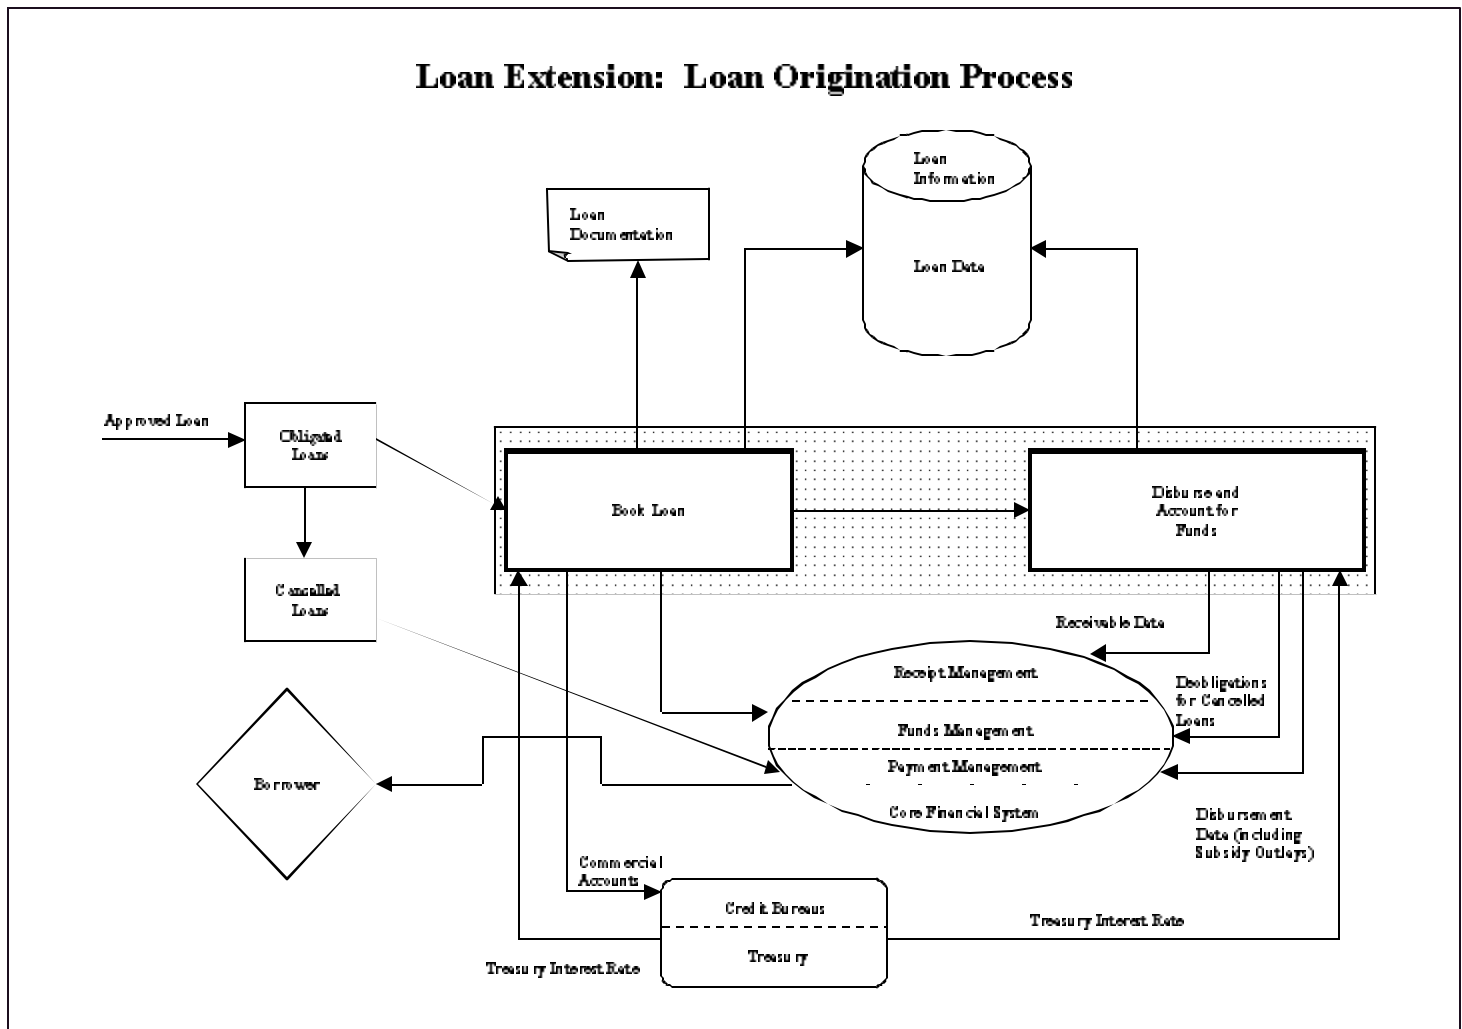 Loan Extension: Loan Origination Process
Loan
Information
Loan Data
Loan
Documentation
Approved Loan
Obligated
Loans
Book Loan
Disburse and
Account for
Funds
Cancelled
Loans
Receivable Data
Receipt Management
Deobligations
for Cancelled
Loans
Funds Management
Payment Management
Core Financial System
Borrower
Disbursement
Data (including
Subsidy Outlays)
Commercial
Accounts
Credit Bureaus
Treasury
Treasury Interest Rate
Treasury Interest Rate